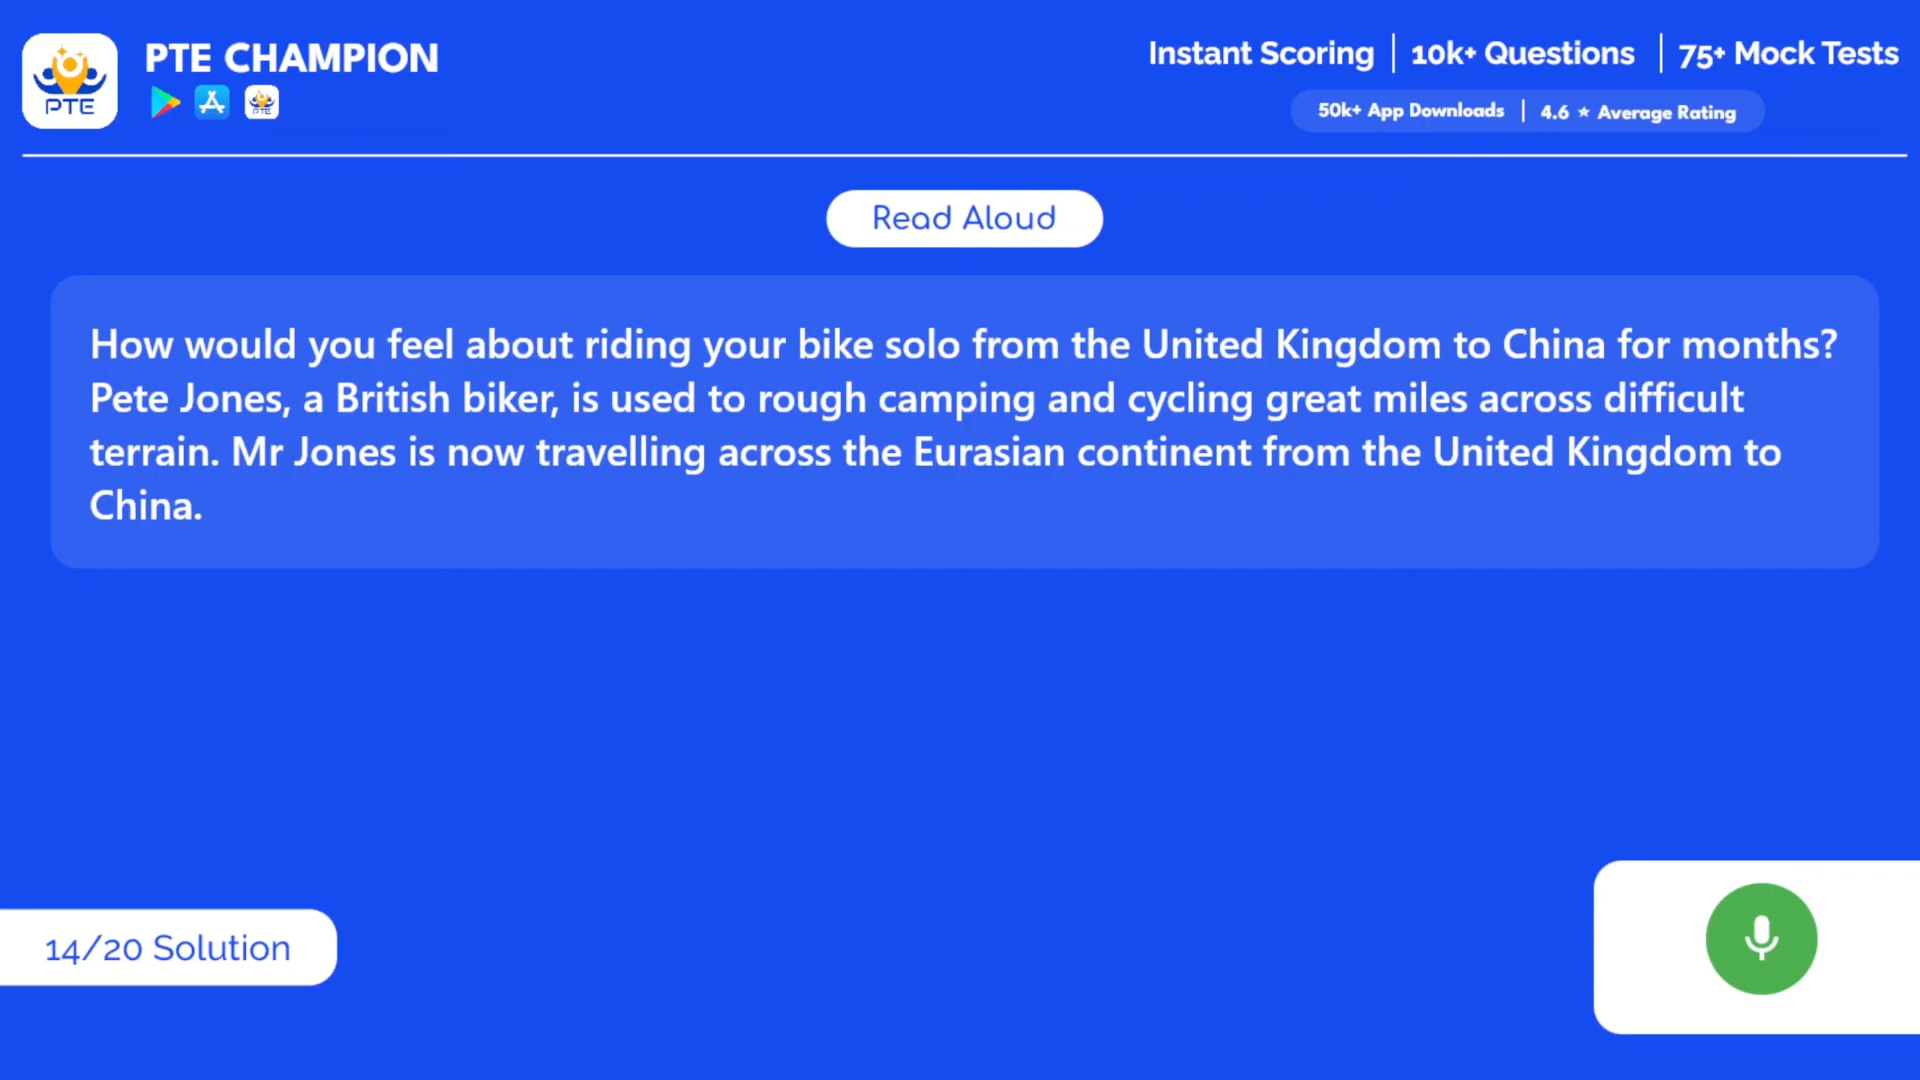 PTE CHAMPION
PTE
PTE
Instant Scoring | 10k+ Questions | 75+ Mock Tests
50k+ App Downloads | 4.6 ★ Average Rating
Read Aloud
How would you feel about riding your bike solo from the United Kingdom to China for months?
Pete Jones, a British biker, is used to rough camping and cycling great miles across difficult
terrain. Mr Jones is now travelling across the Eurasian continent from the United Kingdom to
China.
14/20 Solution